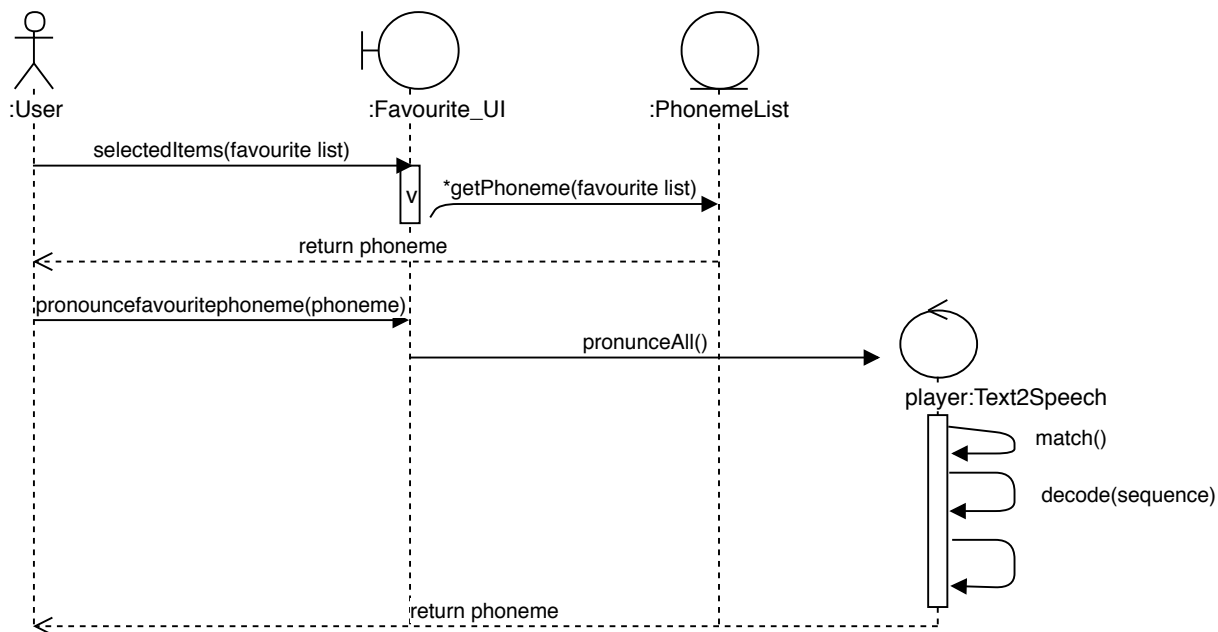 :User
:Favourite_UI
:PhonemeList
selectedItems(favourite list)
v
*getPhoneme(favourite list)
return phoneme
pronouncefavouritephoneme(phoneme)
pronunceAll()
player:Text2Speech
match()
decode(sequence)
return phoneme